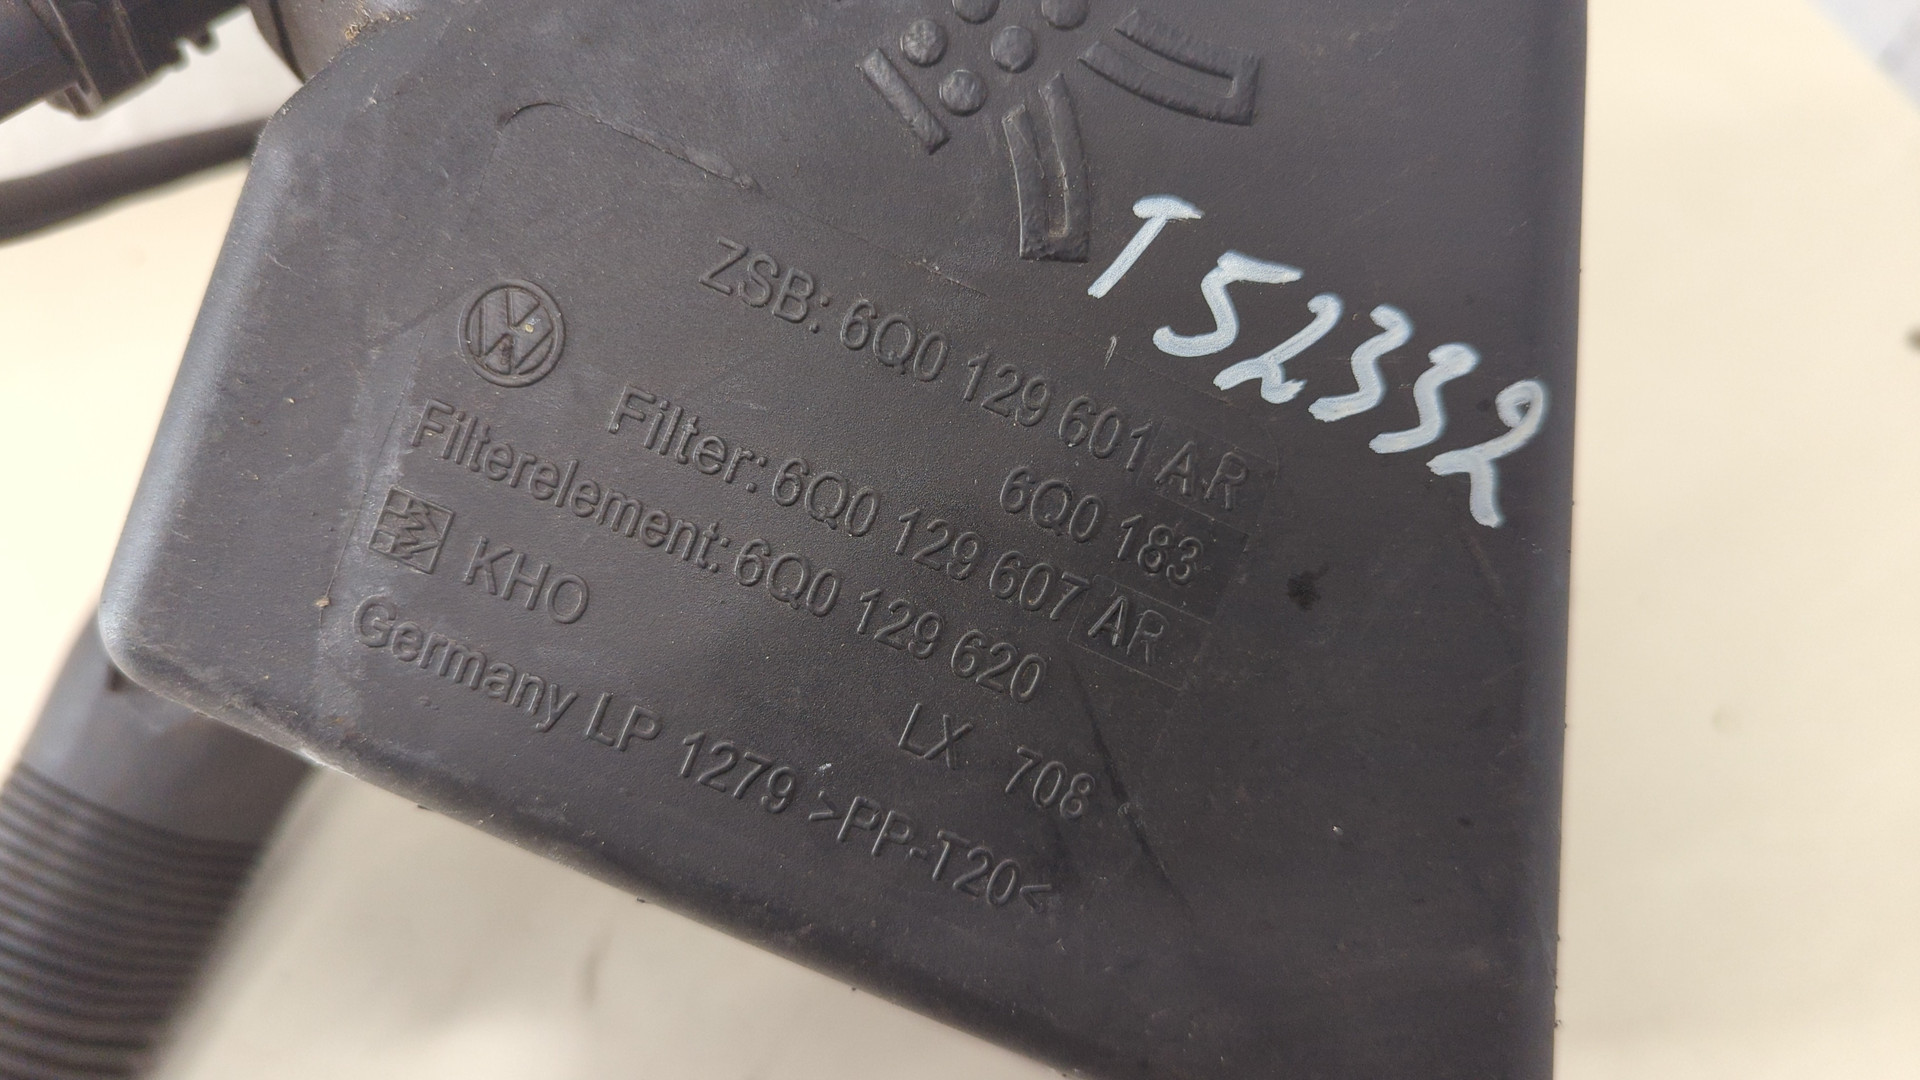 ZSB: 6Q0 129 601 AR
6Q0 183
Filter: 6Q0 129 607 AR
Filterelement: 6Q0 129 620
KHO
LX 708
Germany LP 1279 >PP-T20<
T 52332